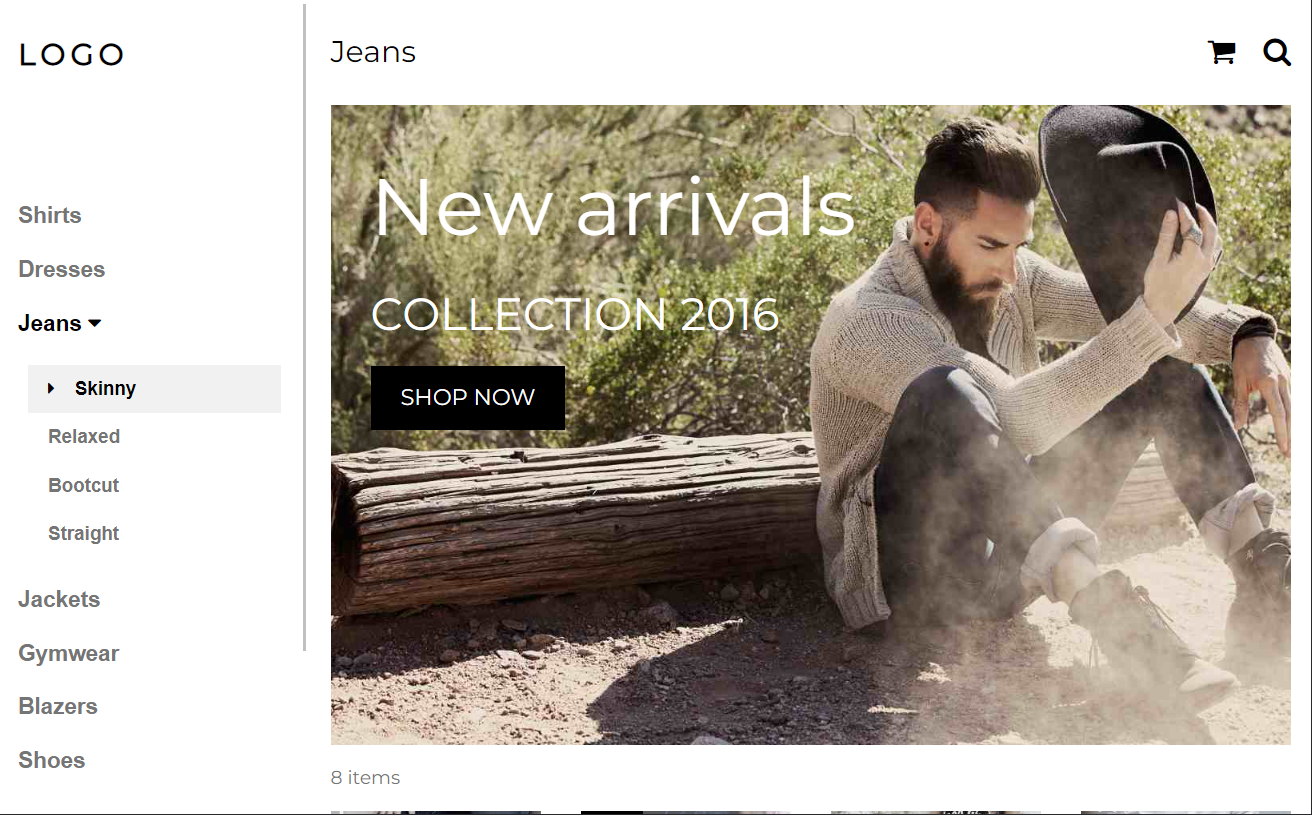 LOGO
Shirts
Dresses
Jeans
Skinny
Relaxed
Bootcut
Straight
Jackets
Gymwear
Blazers
Shoes
Jeans
New arrivals
COLLECTION 2016
SHOP NOW
8 items